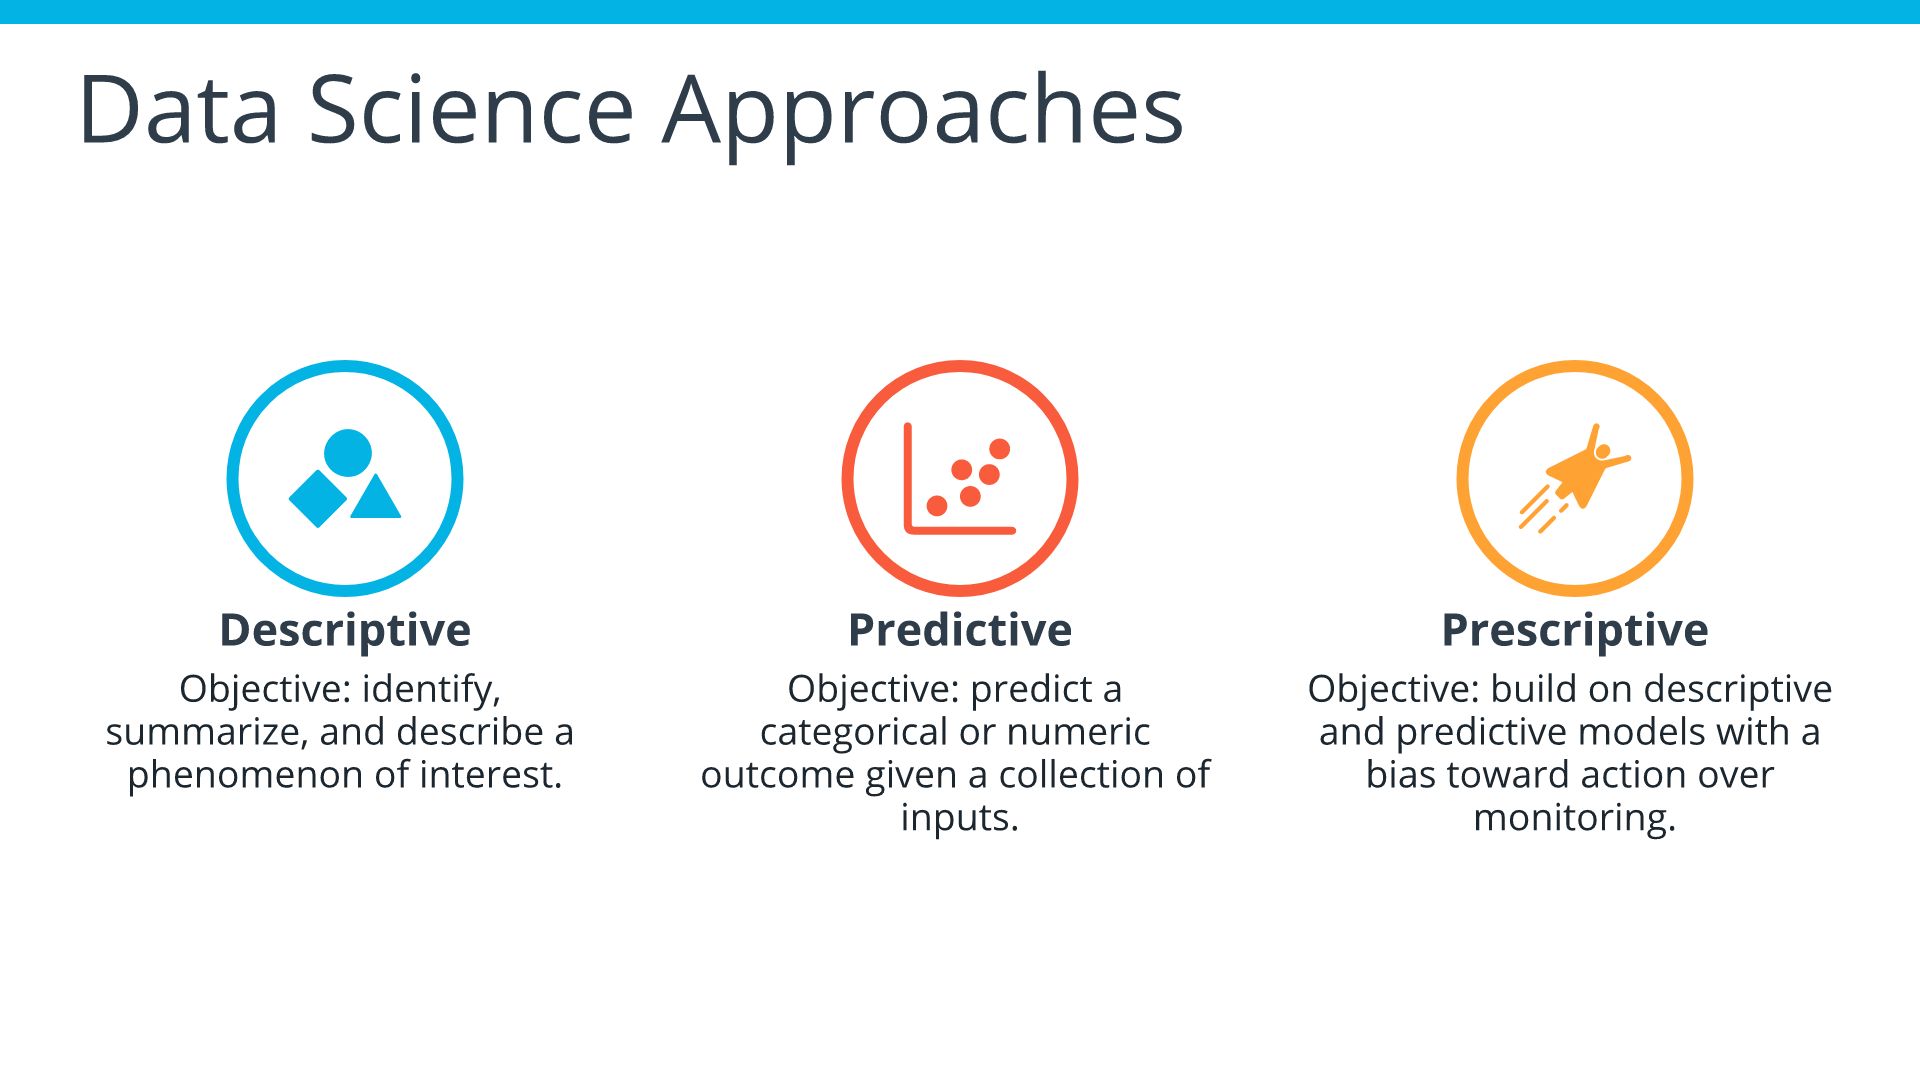 Data Science Approaches
Descriptive
Objective: identify,
summarize, and describe a
phenomenon of interest.
Predictive
Objective: predict a
categorical or numeric
outcome given a collection of
inputs.
Prescriptive
Objective: build on descriptive
and predictive models with a
bias toward action over
monitoring.